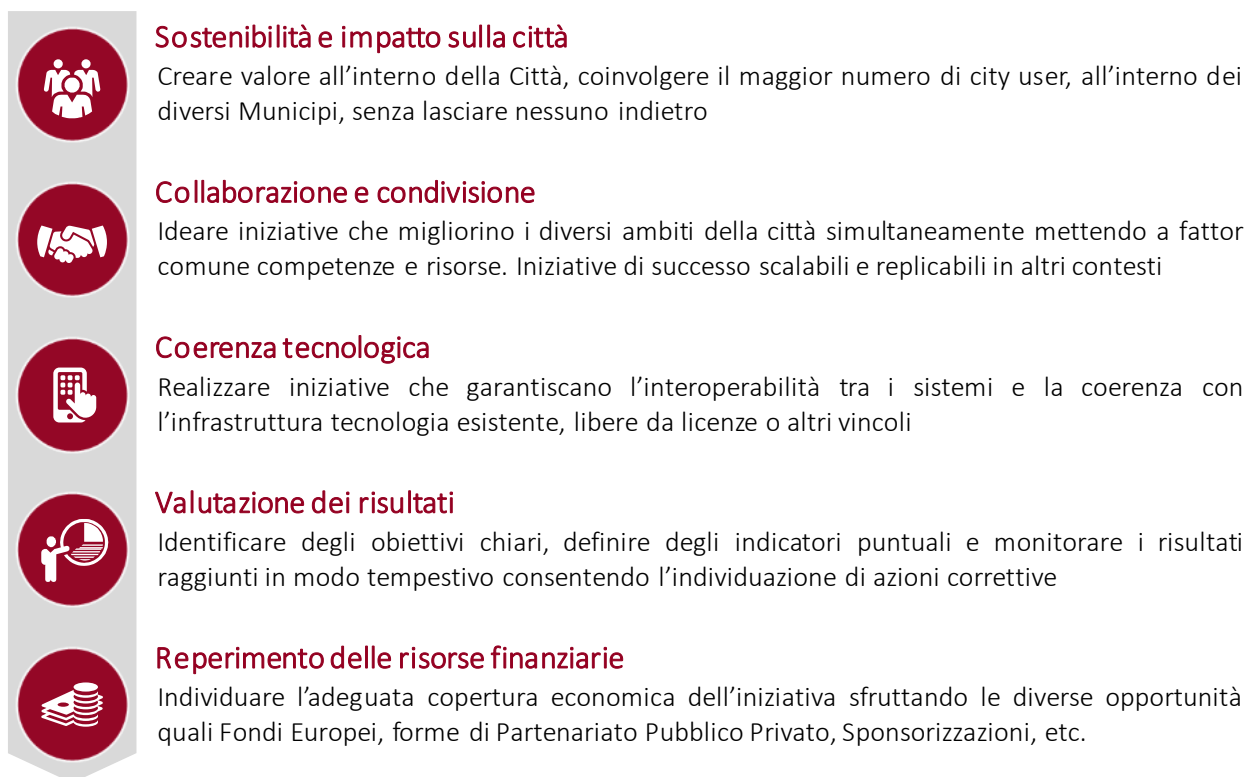 Sostenibilità e impatto sulla città
Creare valore all’interno della Città, coinvolgere il maggior numero di city user, all’interno dei
diversi Municipi, senza lasciare nessuno indietro
Collaborazione e condivisione
Ideare iniziative che migliorino i diversi ambiti della città simultaneamente mettendo a fattor
comune competenze e risorse. Iniziative di successo scalabili e replicabili in altri contesti
Coerenza tecnologica
Realizzare iniziative che garantiscano l’interoperabilità tra i sistemi e la coerenza con
l’infrastruttura tecnologia esistente, libere da licenze o altri vincoli
Valutazione dei risultati
Identificare degli obiettivi chiari, definire degli indicatori puntuali e monitorare i risultati
raggiunti in modo tempestivo consentendo l’individuazione di azioni correttive
Reperimento delle risorse finanziarie
Individuare l’adeguata copertura economica dell’iniziativa sfruttando le diverse opportunità
quali Fondi Europei, forme di Partenariato Pubblico Privato, Sponsorizzazioni, etc.